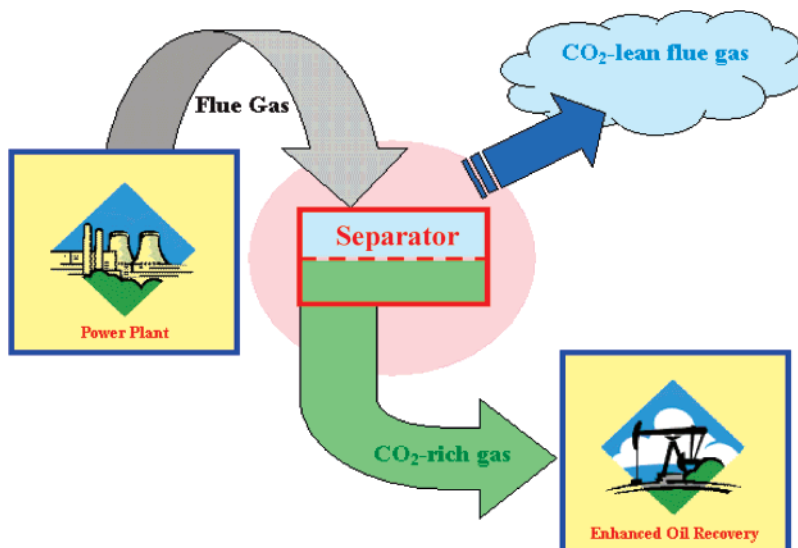 CO₂-lean flue gas
Flue Gas
Separator
Power Plant
CO₂-rich gas
Enhanced Oil Recovery